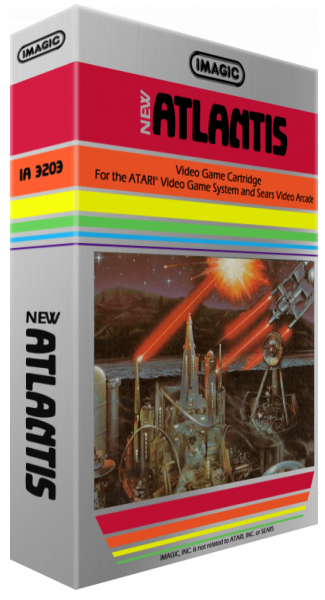 IMAGIC
IA 3203
NEW
ATLANTIS
IMAGIC
NEW
ATLANTIS
Video Game Cartridge
For the ATARI® Video Game System and Sears Video Arcade
IMAGIC, INC. is not related to ATARI, INC. or SEARS